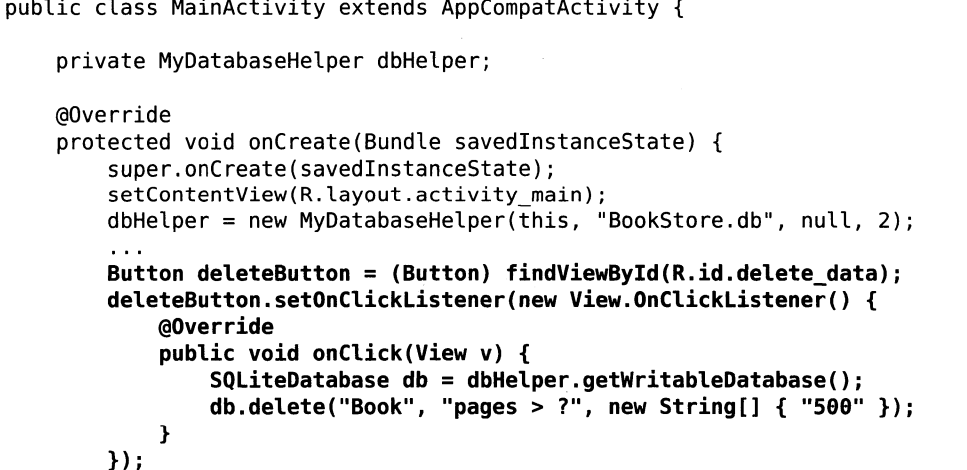 public class MainActivity extends AppCompatActivity {
private MyDatabaseHelper dbHelper;
@Override
protected void onCreate(Bundle savedInstanceState) {
super.onCreate(savedInstanceState);
setContentView(R.layout.activity_main);
dbHelper = new MyDatabaseHelper(this, "BookStore.db", null, 2);
...
Button deleteButton = (Button) findViewById(R.id.delete_data);
deleteButton.setOnClickListener(new View.OnClickListener() {
@Override
public void onClick(View v) {
SQLiteDatabase db = dbHelper.getWritableDatabase();
db.delete("Book", "pages > ?", new String[] { "500" });
}
});